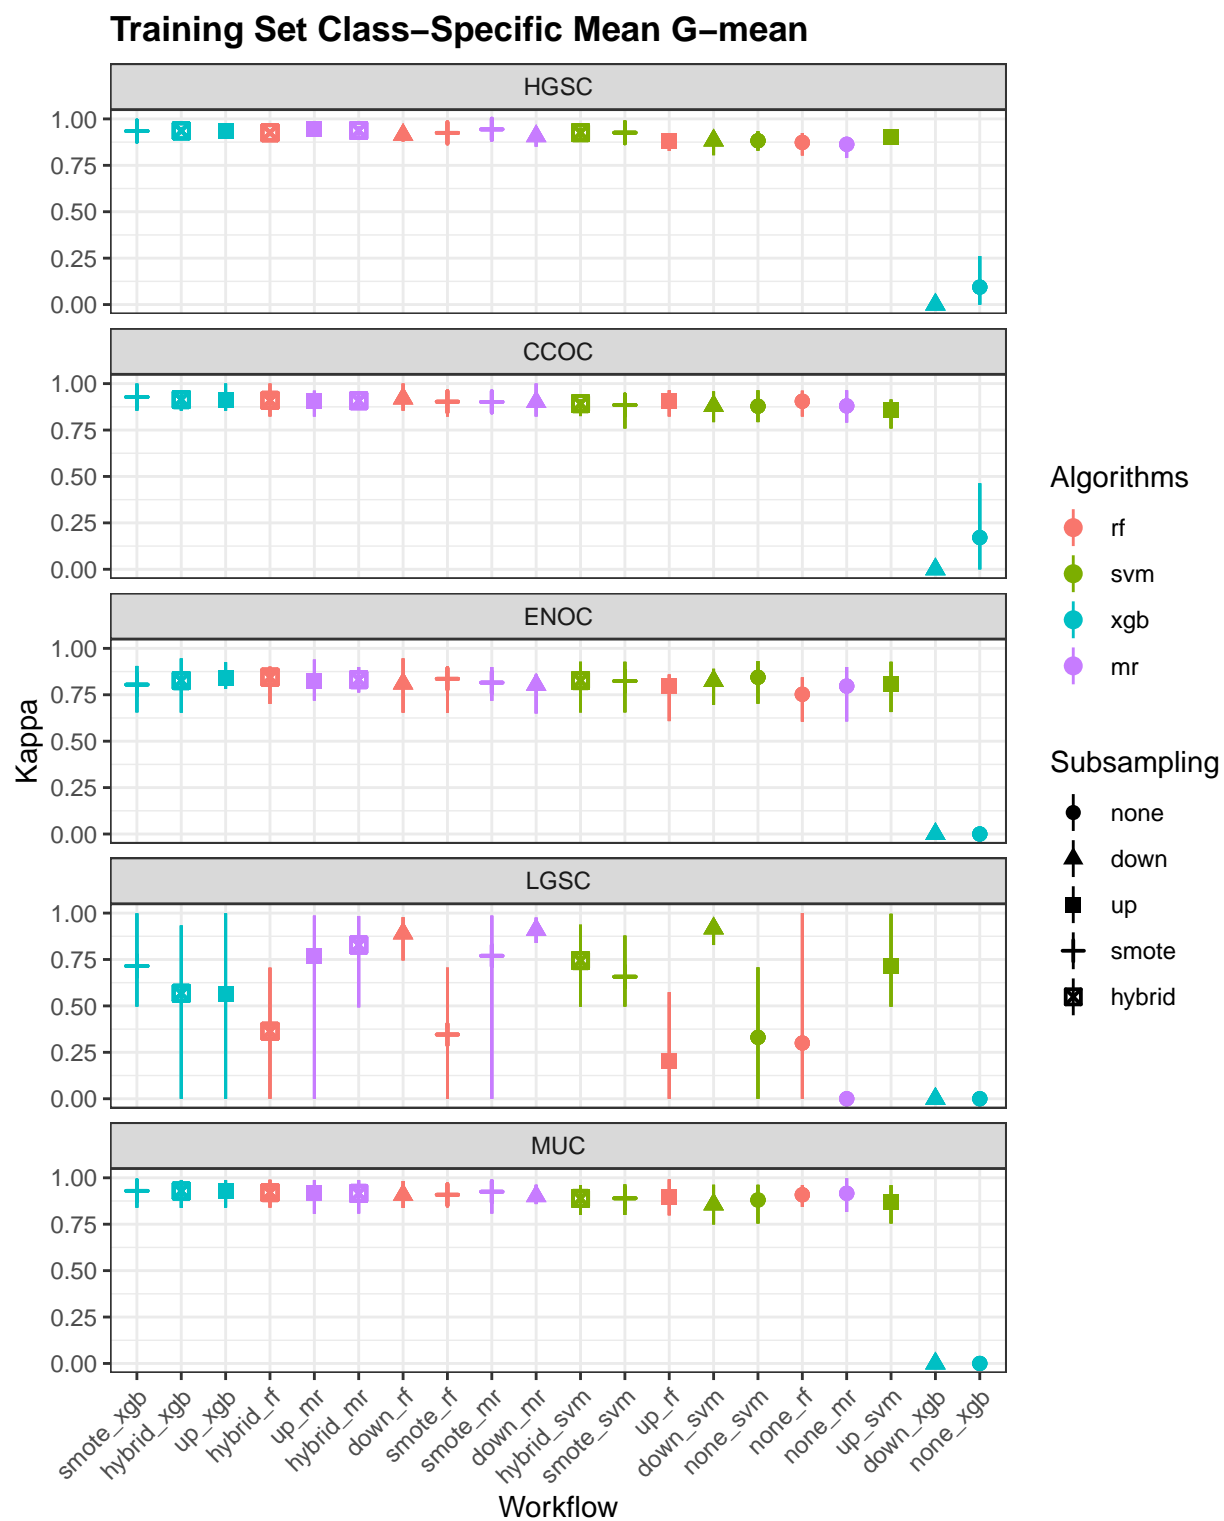 Training Set Class–Specific Mean G–mean
HGSC
1.00
0.75
0.50
0.25
0.00
CCOC
1.00
0.75
0.50
0.25
0.00
ENOC
1.00
0.75
0.50
0.25
0.00
LGSC
1.00
0.75
0.50
0.25
0.00
MUC
1.00
0.75
0.50
0.25
0.00
Kappa
smote_xgb
hybrid_xgb
up_xgb
hybrid_rf
up_mr
hybrid_mr
down_rf
smote_rf
smote_mr
down_mr
hybrid_svm
smote_svm
up_rf
down_svm
none_svm
none_rf
none_mr
up_svm
down_xgb
none_xgb
Workflow
Algorithms
rf
svm
xgb
mr
Subsampling
none
down
up
smote
hybrid